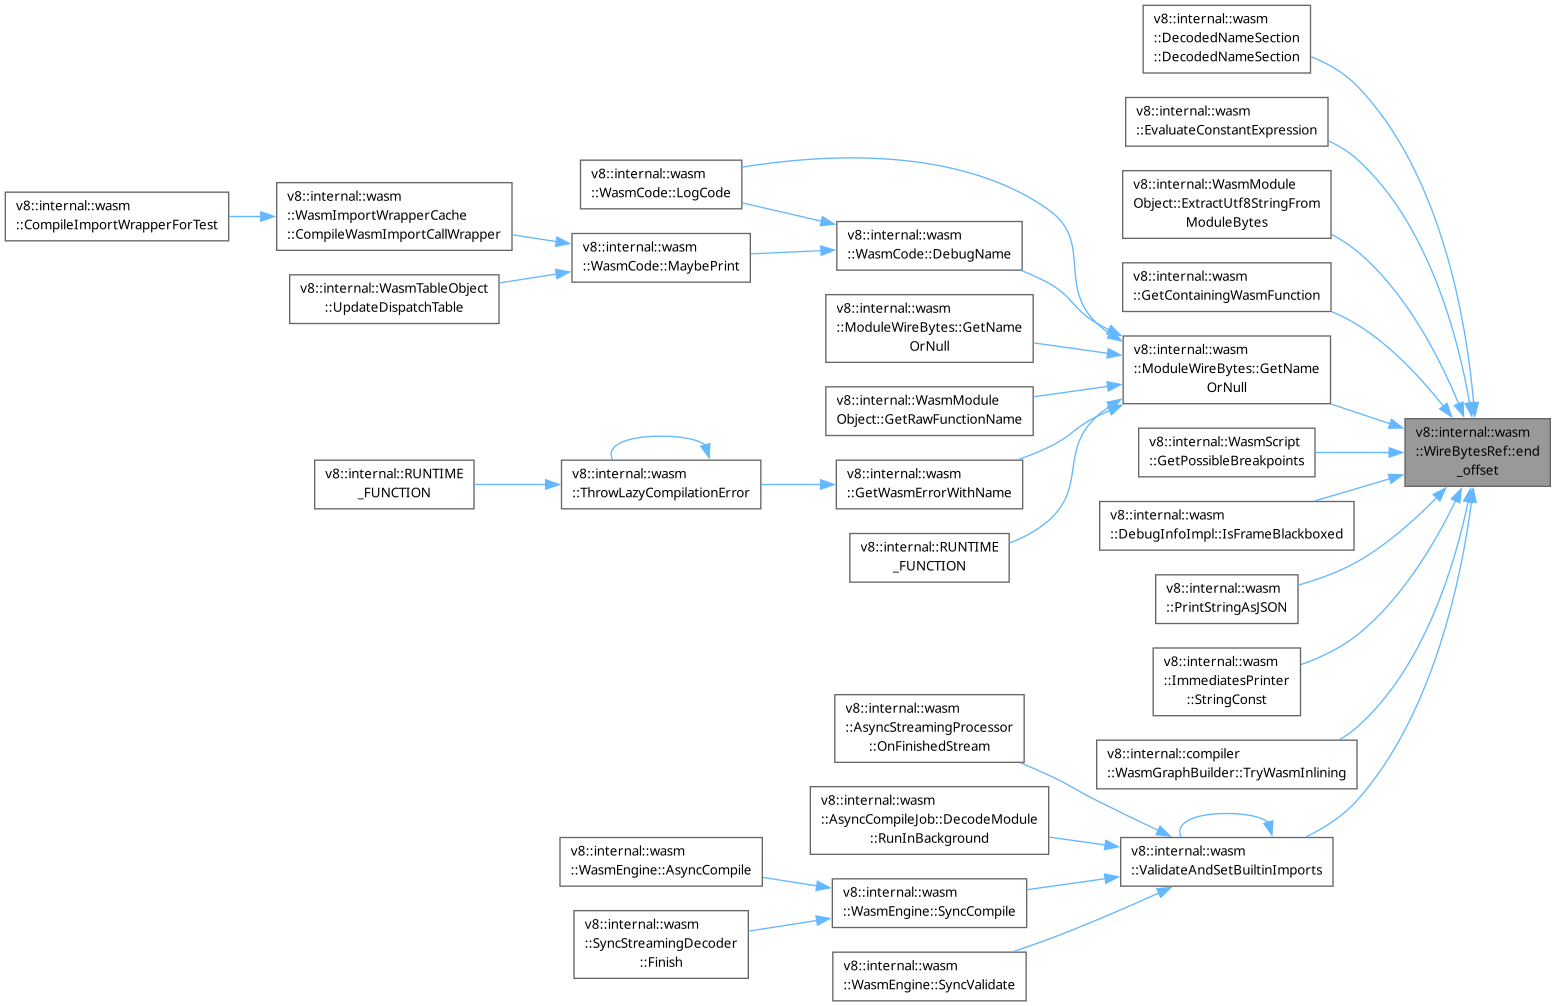 v8::internal::wasm
::DecodedNameSection
::DecodedNameSection
v8::internal::wasm
::EvaluateConstantExpression
v8::internal::WasmModule
Object::ExtractUtf8StringFrom
ModuleBytes
v8::internal::wasm
::GetContainingWasmFunction
v8::internal::wasm
::ModuleWireBytes::GetName
OrNull
v8::internal::WasmScript
::GetPossibleBreakpoints
v8::internal::wasm
::DebugInfoImpl::IsFrameBlackboxed
v8::internal::wasm
::PrintStringAsJSON
v8::internal::wasm
::ImmediatesPrinter
::StringConst
v8::internal::compiler
::WasmGraphBuilder::TryWasmInlining
v8::internal::wasm
::ValidateAndSetBuiltinImports
v8::internal::wasm
::WireBytesRef::end
_offset
v8::internal::wasm
::WasmCode::LogCode
v8::internal::wasm
::WasmCode::DebugName
v8::internal::wasm
::WasmCode::MaybePrint
v8::internal::wasm
::WasmImportWrapperCache
::CompileWasmImportCallWrapper
v8::internal::wasm
::CompileImportWrapperForTest
v8::internal::WasmTableObject
::UpdateDispatchTable
v8::internal::wasm
::ModuleWireBytes::GetName
OrNull
v8::internal::WasmModule
Object::GetRawFunctionName
v8::internal::wasm
::GetWasmErrorWithName
v8::internal::wasm
::ThrowLazyCompilationError
v8::internal::RUNTIME
_FUNCTION
v8::internal::RUNTIME
_FUNCTION
v8::internal::wasm
::AsyncStreamingProcessor
::OnFinishedStream
v8::internal::wasm
::AsyncCompileJob::DecodeModule
::RunInBackground
v8::internal::wasm
::WasmEngine::SyncCompile
v8::internal::wasm
::WasmEngine::AsyncCompile
v8::internal::wasm
::SyncStreamingDecoder
::Finish
v8::internal::wasm
::WasmEngine::SyncValidate